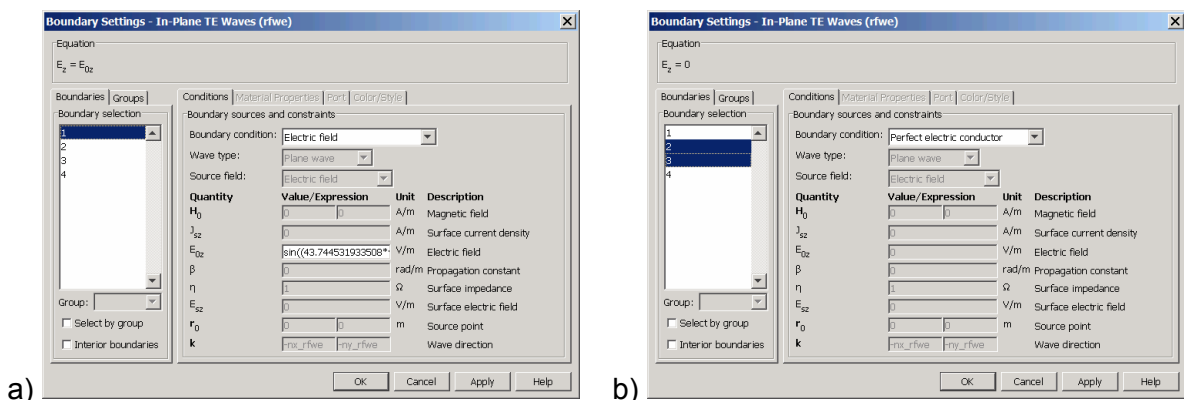 Boundary Settings - In-Plane TE Waves (rfwe)
Equation
E_z = E_0z
Boundaries Groups
Boundary selection
1
2
3
4
Group:
Select by group
Interior boundaries
Conditions Material Properties Port Color/Style
Boundary sources and constraints
Boundary condition: Electric field
Wave type: Plane wave
Source field: Electric field
Quantity Value/Expression Unit Description
H_0 0 0 A/m Magnetic field
J_sz 0 A/m Surface current density
E_0z sin((43.744531933508* V/m Electric field
β 0 rad/m Propagation constant
η 1 Ω Surface impedance
E_sz 0 V/m Surface electric field
r_0 0 0 m Source point
k -nx_rfwe -ny_rfwe Wave direction
OK Cancel Apply Help
a)
Boundary Settings - In-Plane TE Waves (rfwe)
Equation
E_z = 0
Boundaries Groups
Boundary selection
1
2
3
4
Group:
Select by group
Interior boundaries
Conditions Material Properties Port Color/Style
Boundary sources and constraints
Boundary condition: Perfect electric conductor
Wave type: Plane wave
Source field: Electric field
Quantity Value/Expression Unit Description
H_0 0 0 A/m Magnetic field
J_sz 0 A/m Surface current density
E_0z 0 V/m Electric field
β 0 rad/m Propagation constant
η 1 Ω Surface impedance
E_sz 0 V/m Surface electric field
r_0 0 0 m Source point
k -nx_rfwe -ny_rfwe Wave direction
OK Cancel Apply Help
b)